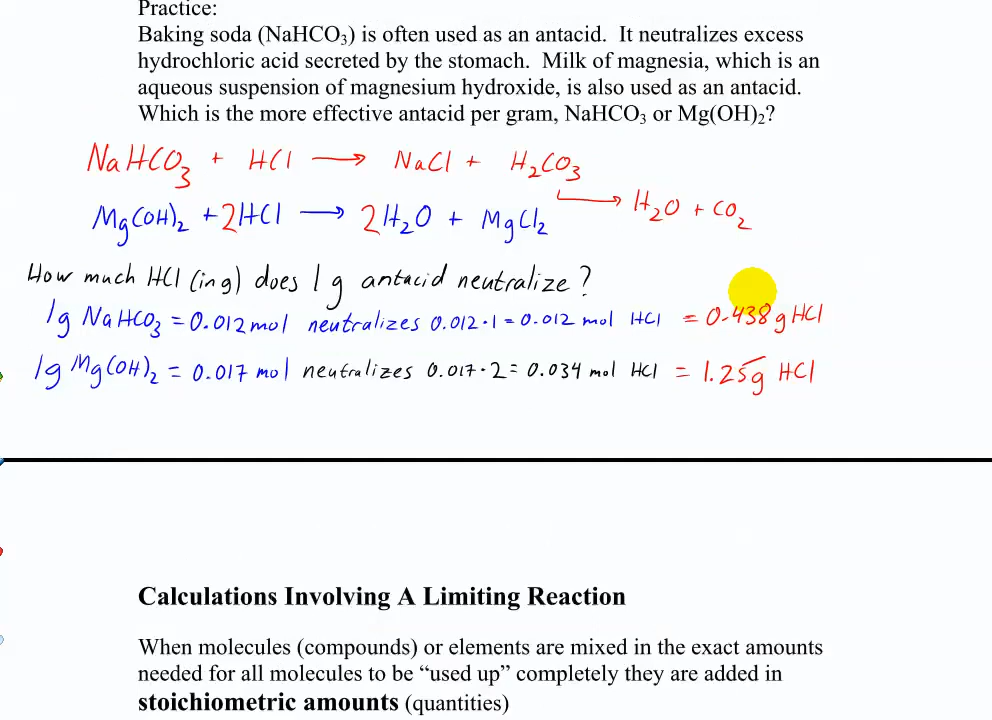 Practice:
Baking soda (NaHCO₃) is often used as an antacid.  It neutralizes excess
hydrochloric acid secreted by the stomach.  Milk of magnesia, which is an
aqueous suspension of magnesium hydroxide, is also used as an antacid.
Which is the more effective antacid per gram, NaHCO₃ or Mg(OH)₂?
NaHCO₃ + HCl → NaCl + H₂CO₃
→ H₂O + CO₂
Mg(OH)₂ + 2HCl → 2H₂O + MgCl₂
How much HCl (in g) does 1 g antacid neutralize?
1g NaHCO₃ = 0.012 mol neutralizes 0.012·1 = 0.012 mol HCl = 0.438 g HCl
1g Mg(OH)₂ = 0.017 mol neutralizes 0.017·2 = 0.034 mol HCl = 1.25g HCl
Calculations Involving A Limiting Reaction
When molecules (compounds) or elements are mixed in the exact amounts
needed for all molecules to be “used up” completely they are added in
stoichiometric amounts (quantities)